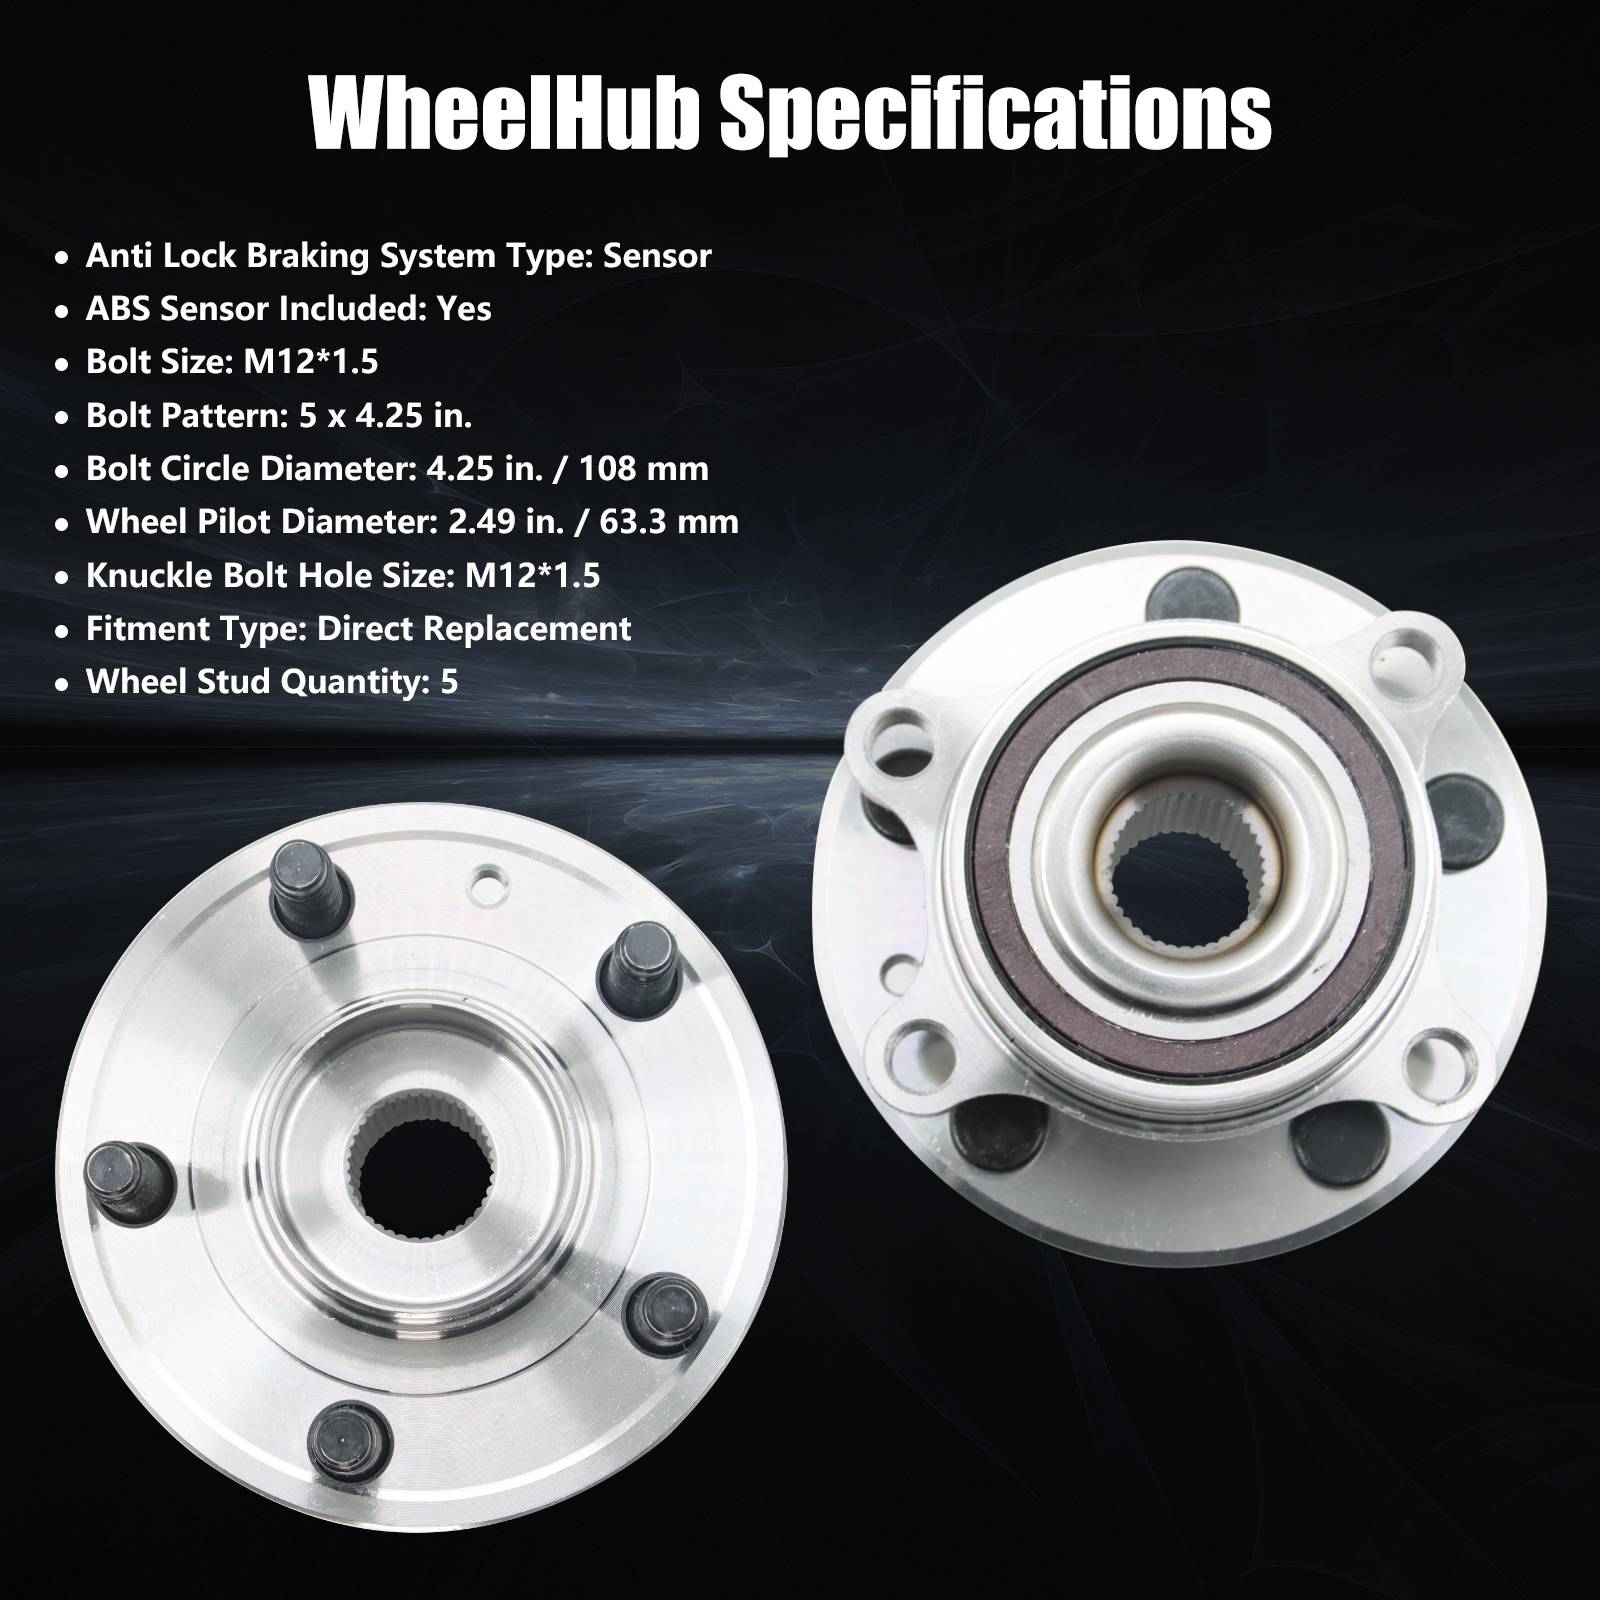 WheelHub Specifications
• Anti Lock Braking System Type: Sensor
• ABS Sensor Included: Yes
• Bolt Size: M12*1.5
• Bolt Pattern: 5 x 4.25 in.
• Bolt Circle Diameter: 4.25 in. / 108 mm
• Wheel Pilot Diameter: 2.49 in. / 63.3 mm
• Knuckle Bolt Hole Size: M12*1.5
• Fitment Type: Direct Replacement
• Wheel Stud Quantity: 5